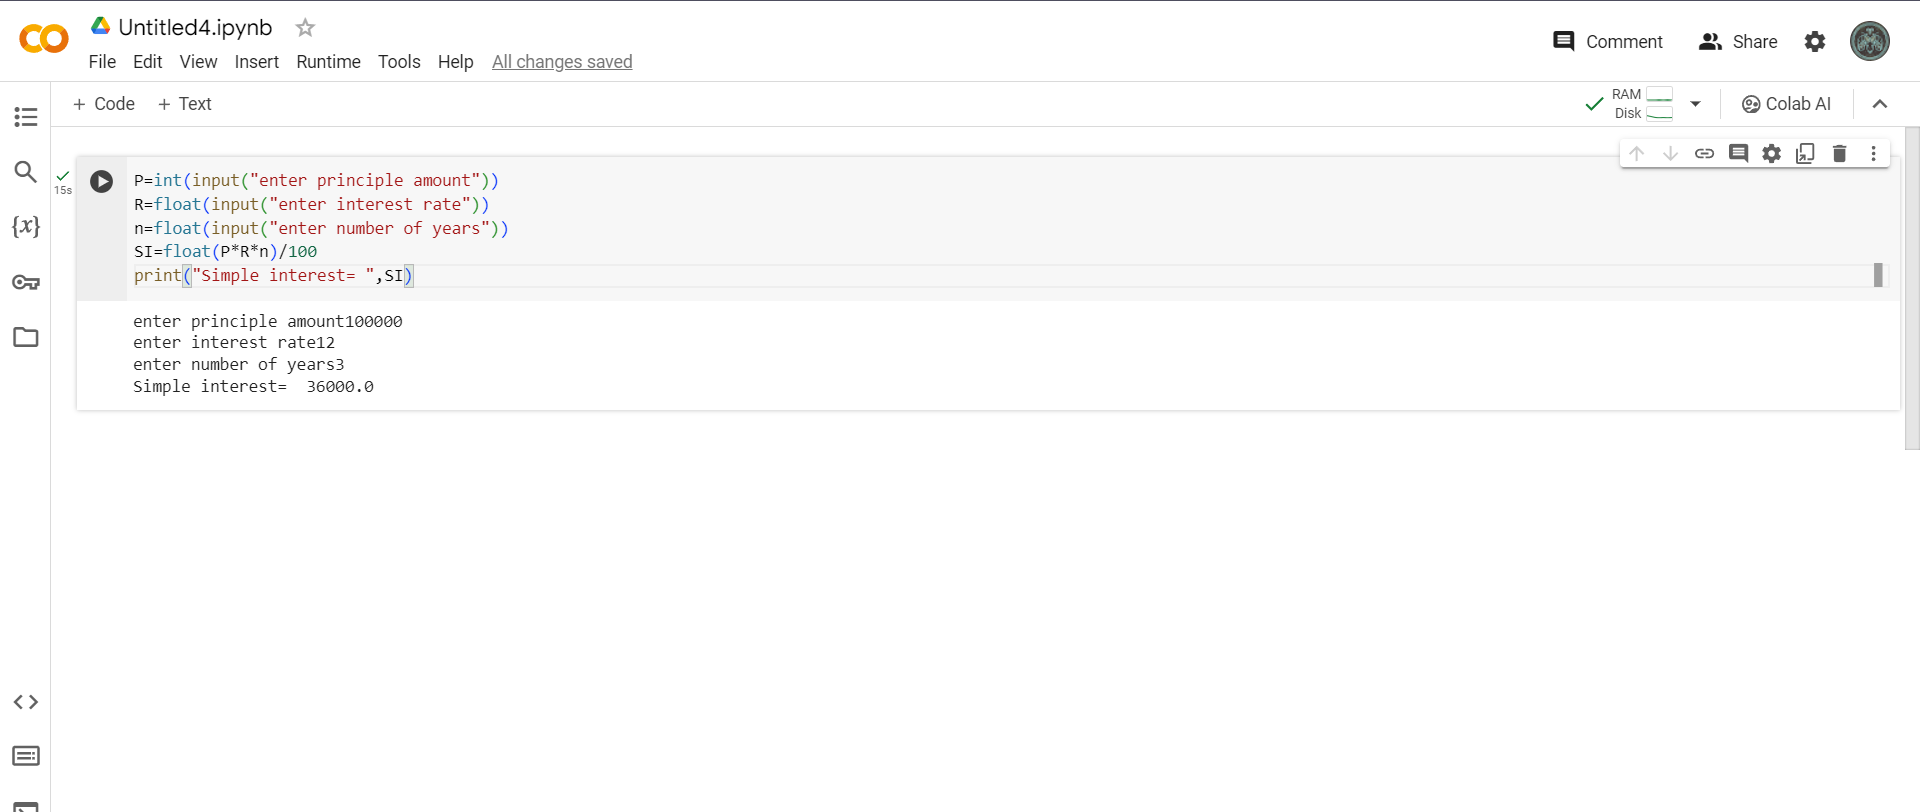 Untitled4.ipynb
File Edit View Insert Runtime Tools Help All changes saved
Comment Share
+ Code + Text
RAM
Disk
Colab AI
15s
P=int(input("enter principle amount"))
R=float(input("enter interest rate"))
n=float(input("enter number of years"))
SI=float(P*R*n)/100
print("Simple interest= ",SI)
enter principle amount100000
enter interest rate12
enter number of years3
Simple interest=  36000.0
{x}